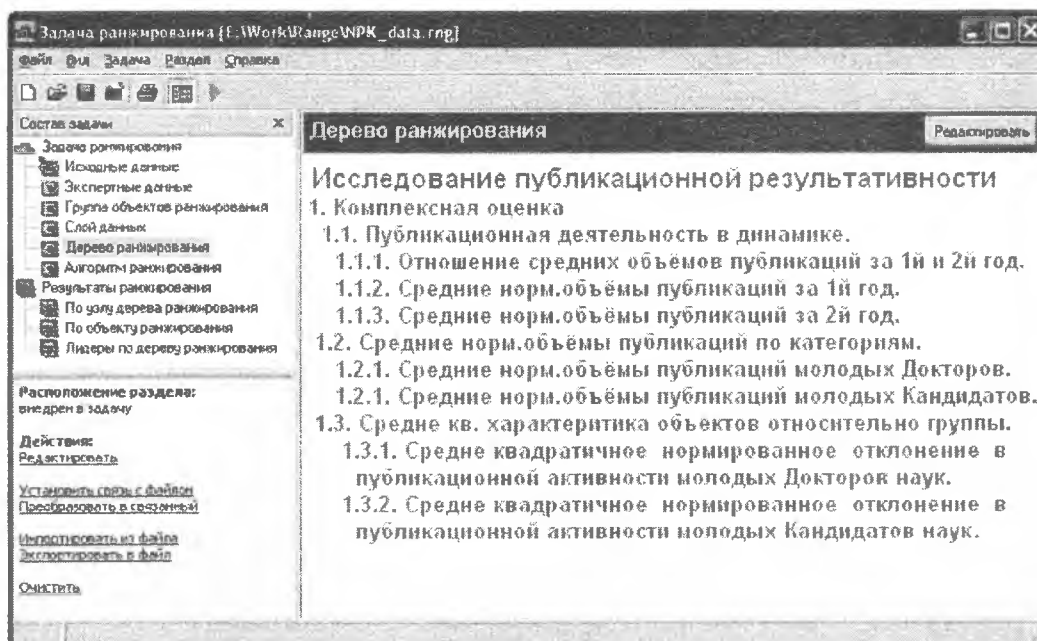 Задача ранжирования [E:\Work\Range\NPK_data.rng]
Файл Вид Задача Раздел Справка
Состав задачи
Задача ранжирования
Исходные данные
Экспертные данные
Группа объектов ранжирования
Слой данных
Дерево ранжирования
Алгоритм ранжирования
Результаты ранжирования
По узлу дерева ранжирования
По объекту ранжирования
Лидеры по дереву ранжирования
Расположение раздела:
внедрен в задачу
Действия:
Редактировать
Установить связь с файлом
Преобразовать в связанный
Импортировать из файла
Экспортировать в файл
Очистить
Дерево ранжирования
Редактировать
Исследование публикационной результативности
1. Комплексная оценка
1.1. Публикационная деятельность в динамике.
1.1.1. Отношение средних объёмов публикаций за 1й и 2й год.
1.1.2. Средние норм.объёмы публикаций за 1й год.
1.1.3. Средние норм.объёмы публикаций за 2й год.
1.2. Средние норм.объёмы публикаций по категориям.
1.2.1. Средние норм.объёмы публикаций молодых Докторов.
1.2.1. Средние норм.объёмы публикаций молодых Кандидатов.
1.3. Средне кв. характеритика объектов относительно группы.
1.3.1. Средне квадратичное нормированное отклонение в
публикационной активности молодых Докторов наук.
1.3.2. Средне квадратичное нормированное отклонение в
публикационной активности молодых Кандидатов наук.